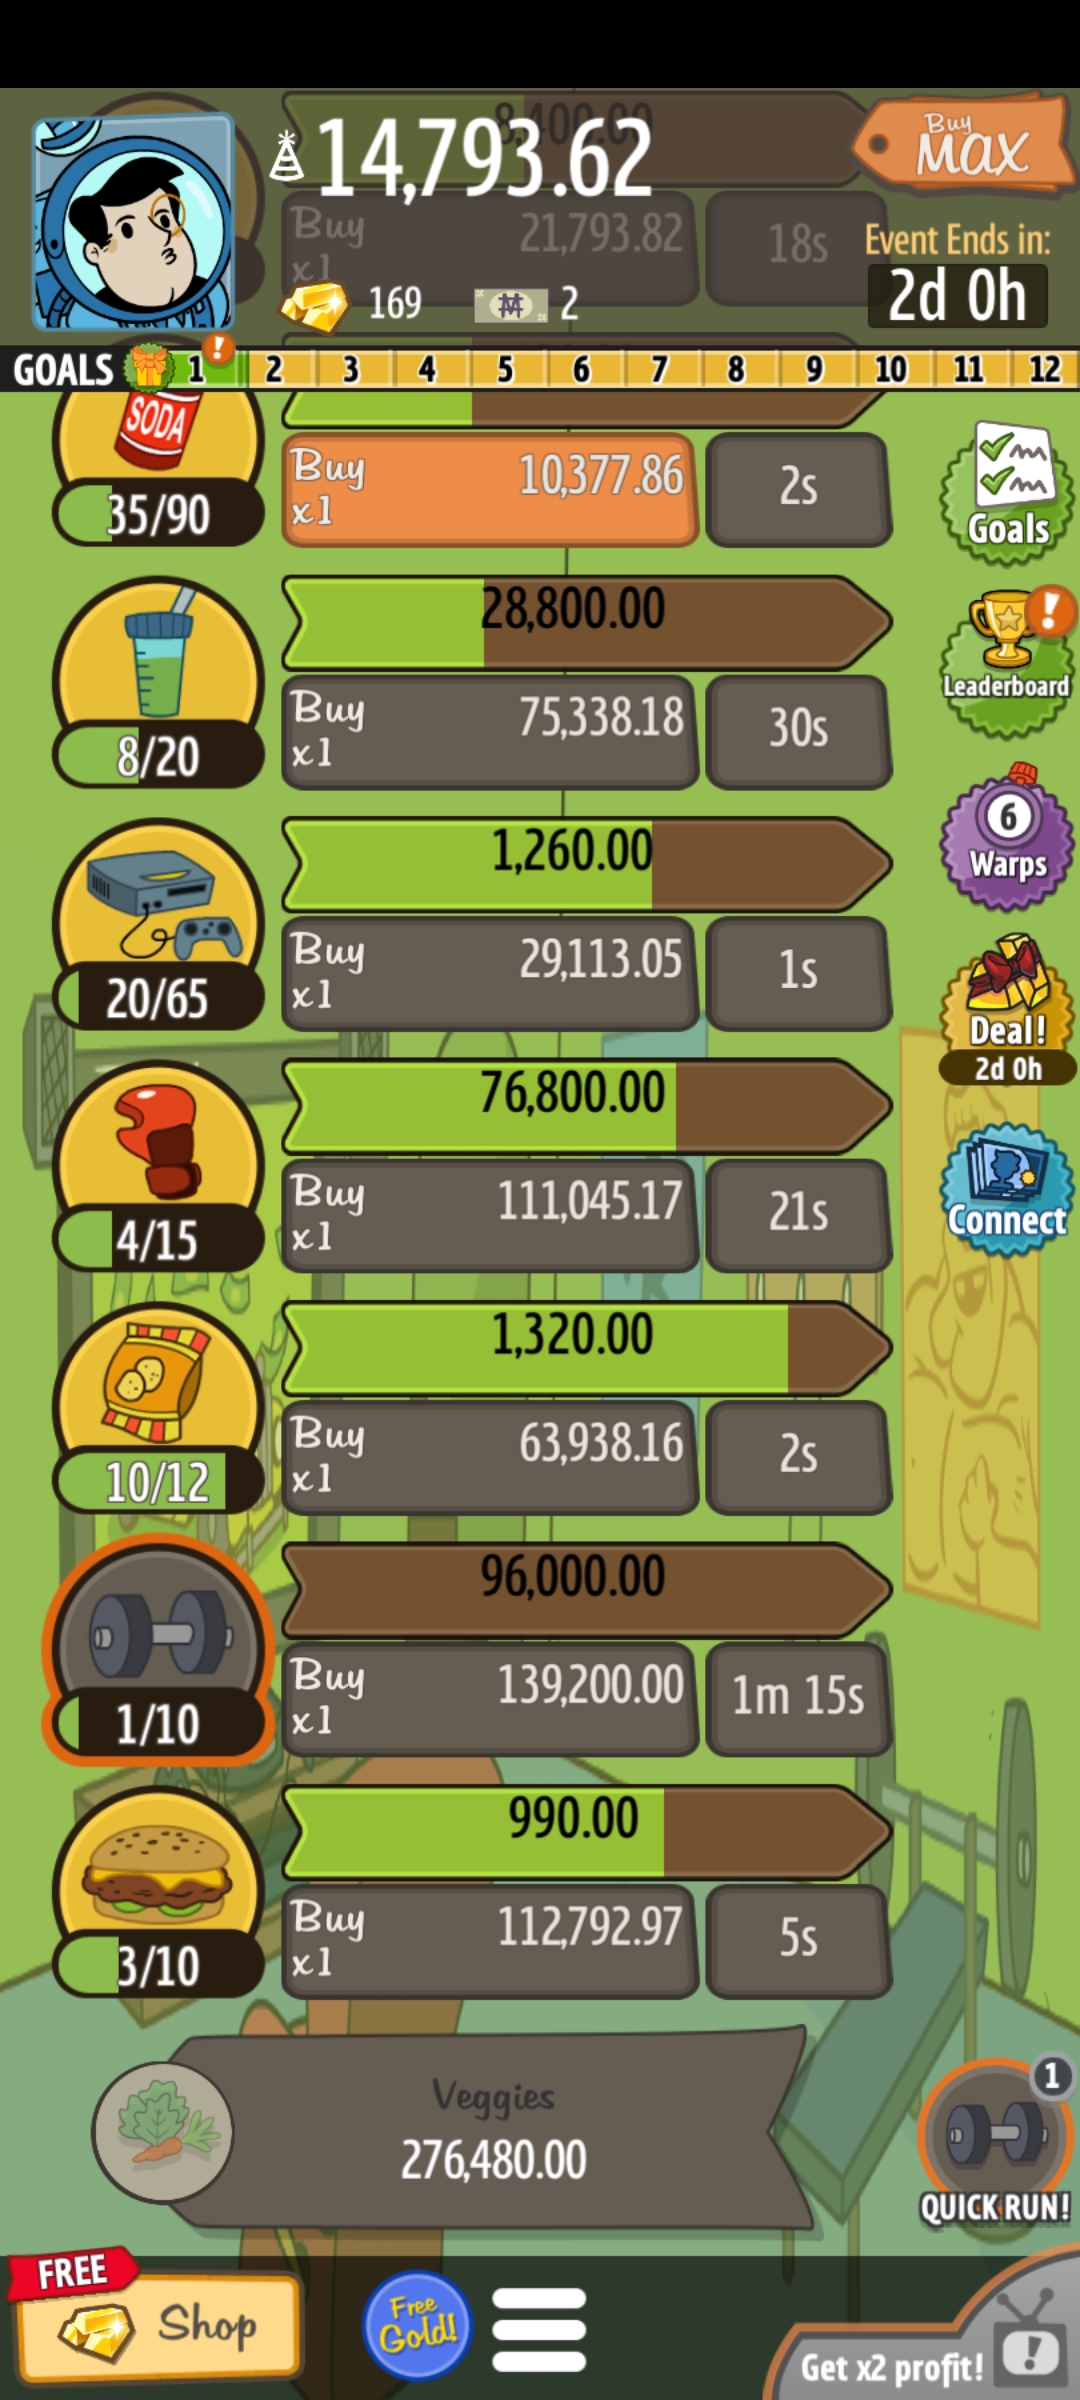 8,400.00
14,793.62
Buy
MAX
Buy
x1
21,793.82
18s
Event Ends in:
2d 0h
169
2
GOALS 1 ! 2 3 4 5 6 7 8 9 10 11 12
SODA
35/90
Buy
x1
10,377.86
2s
Goals
28,800.00
8/20
Buy
x1
75,338.18
30s
!
Leaderboard
1,260.00
20/65
Buy
x1
29,113.05
1s
6
Warps
76,800.00
4/15
Buy
x1
111,045.17
21s
Deal!
2d 0h
Connect
1,320.00
10/12
Buy
x1
63,938.16
2s
96,000.00
1/10
Buy
x1
139,200.00
1m 15s
990.00
3/10
Buy
x1
112,792.97
5s
Veggies
276,480.00
1
QUICK RUN!
FREE
Shop
Free
Gold!
Get x2 profit!
!